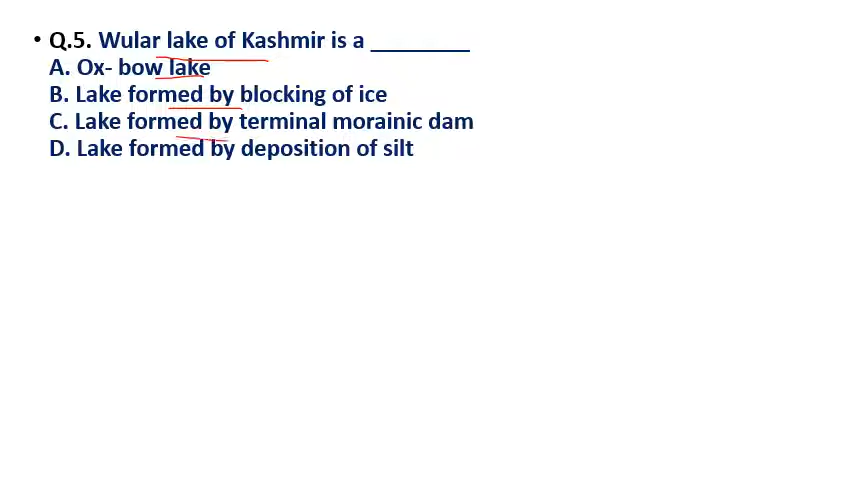 • Q.5. Wular lake of Kashmir is a ________
A. Ox- bow lake
B. Lake formed by blocking of ice
C. Lake formed by terminal morainic dam
D. Lake formed by deposition of silt